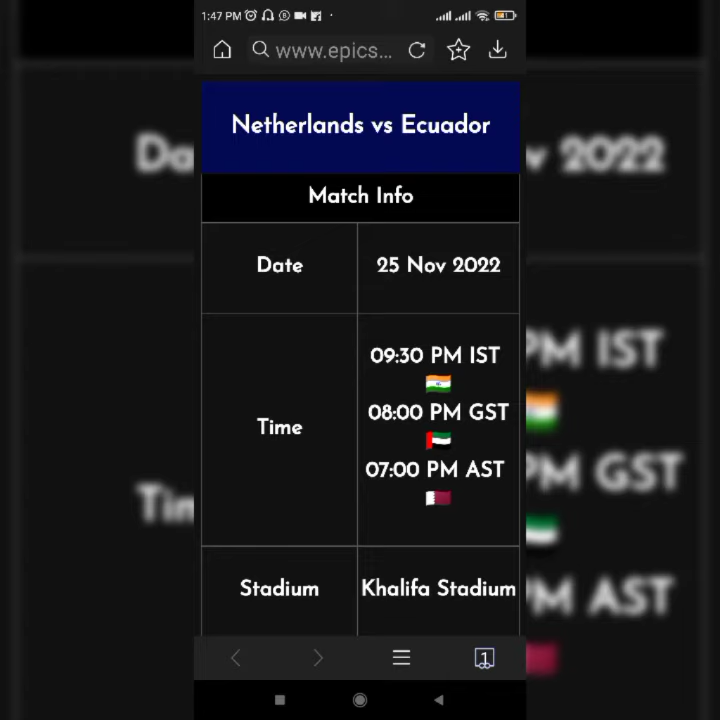 1:47 PM
www.epics...
Netherlands vs Ecuador
Match Info
Date
25 Nov 2022
Time
09:30 PM IST
08:00 PM GST
07:00 PM AST
Stadium
Khalifa Stadium
1